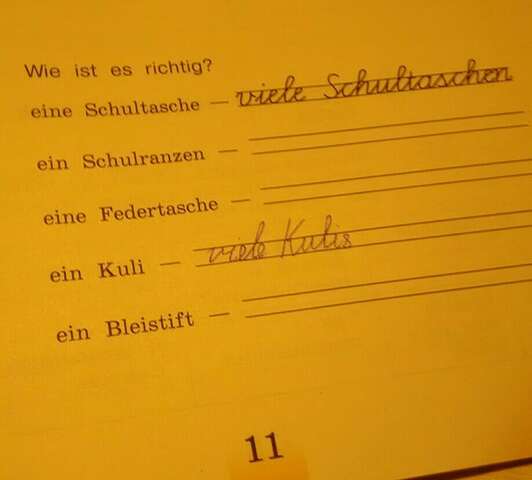 Wie ist es richtig?
eine Schultasche — viele Schultaschen
ein Schulranzen —
eine Federtasche —
ein Kuli — viele Kulis
ein Bleistift —
11